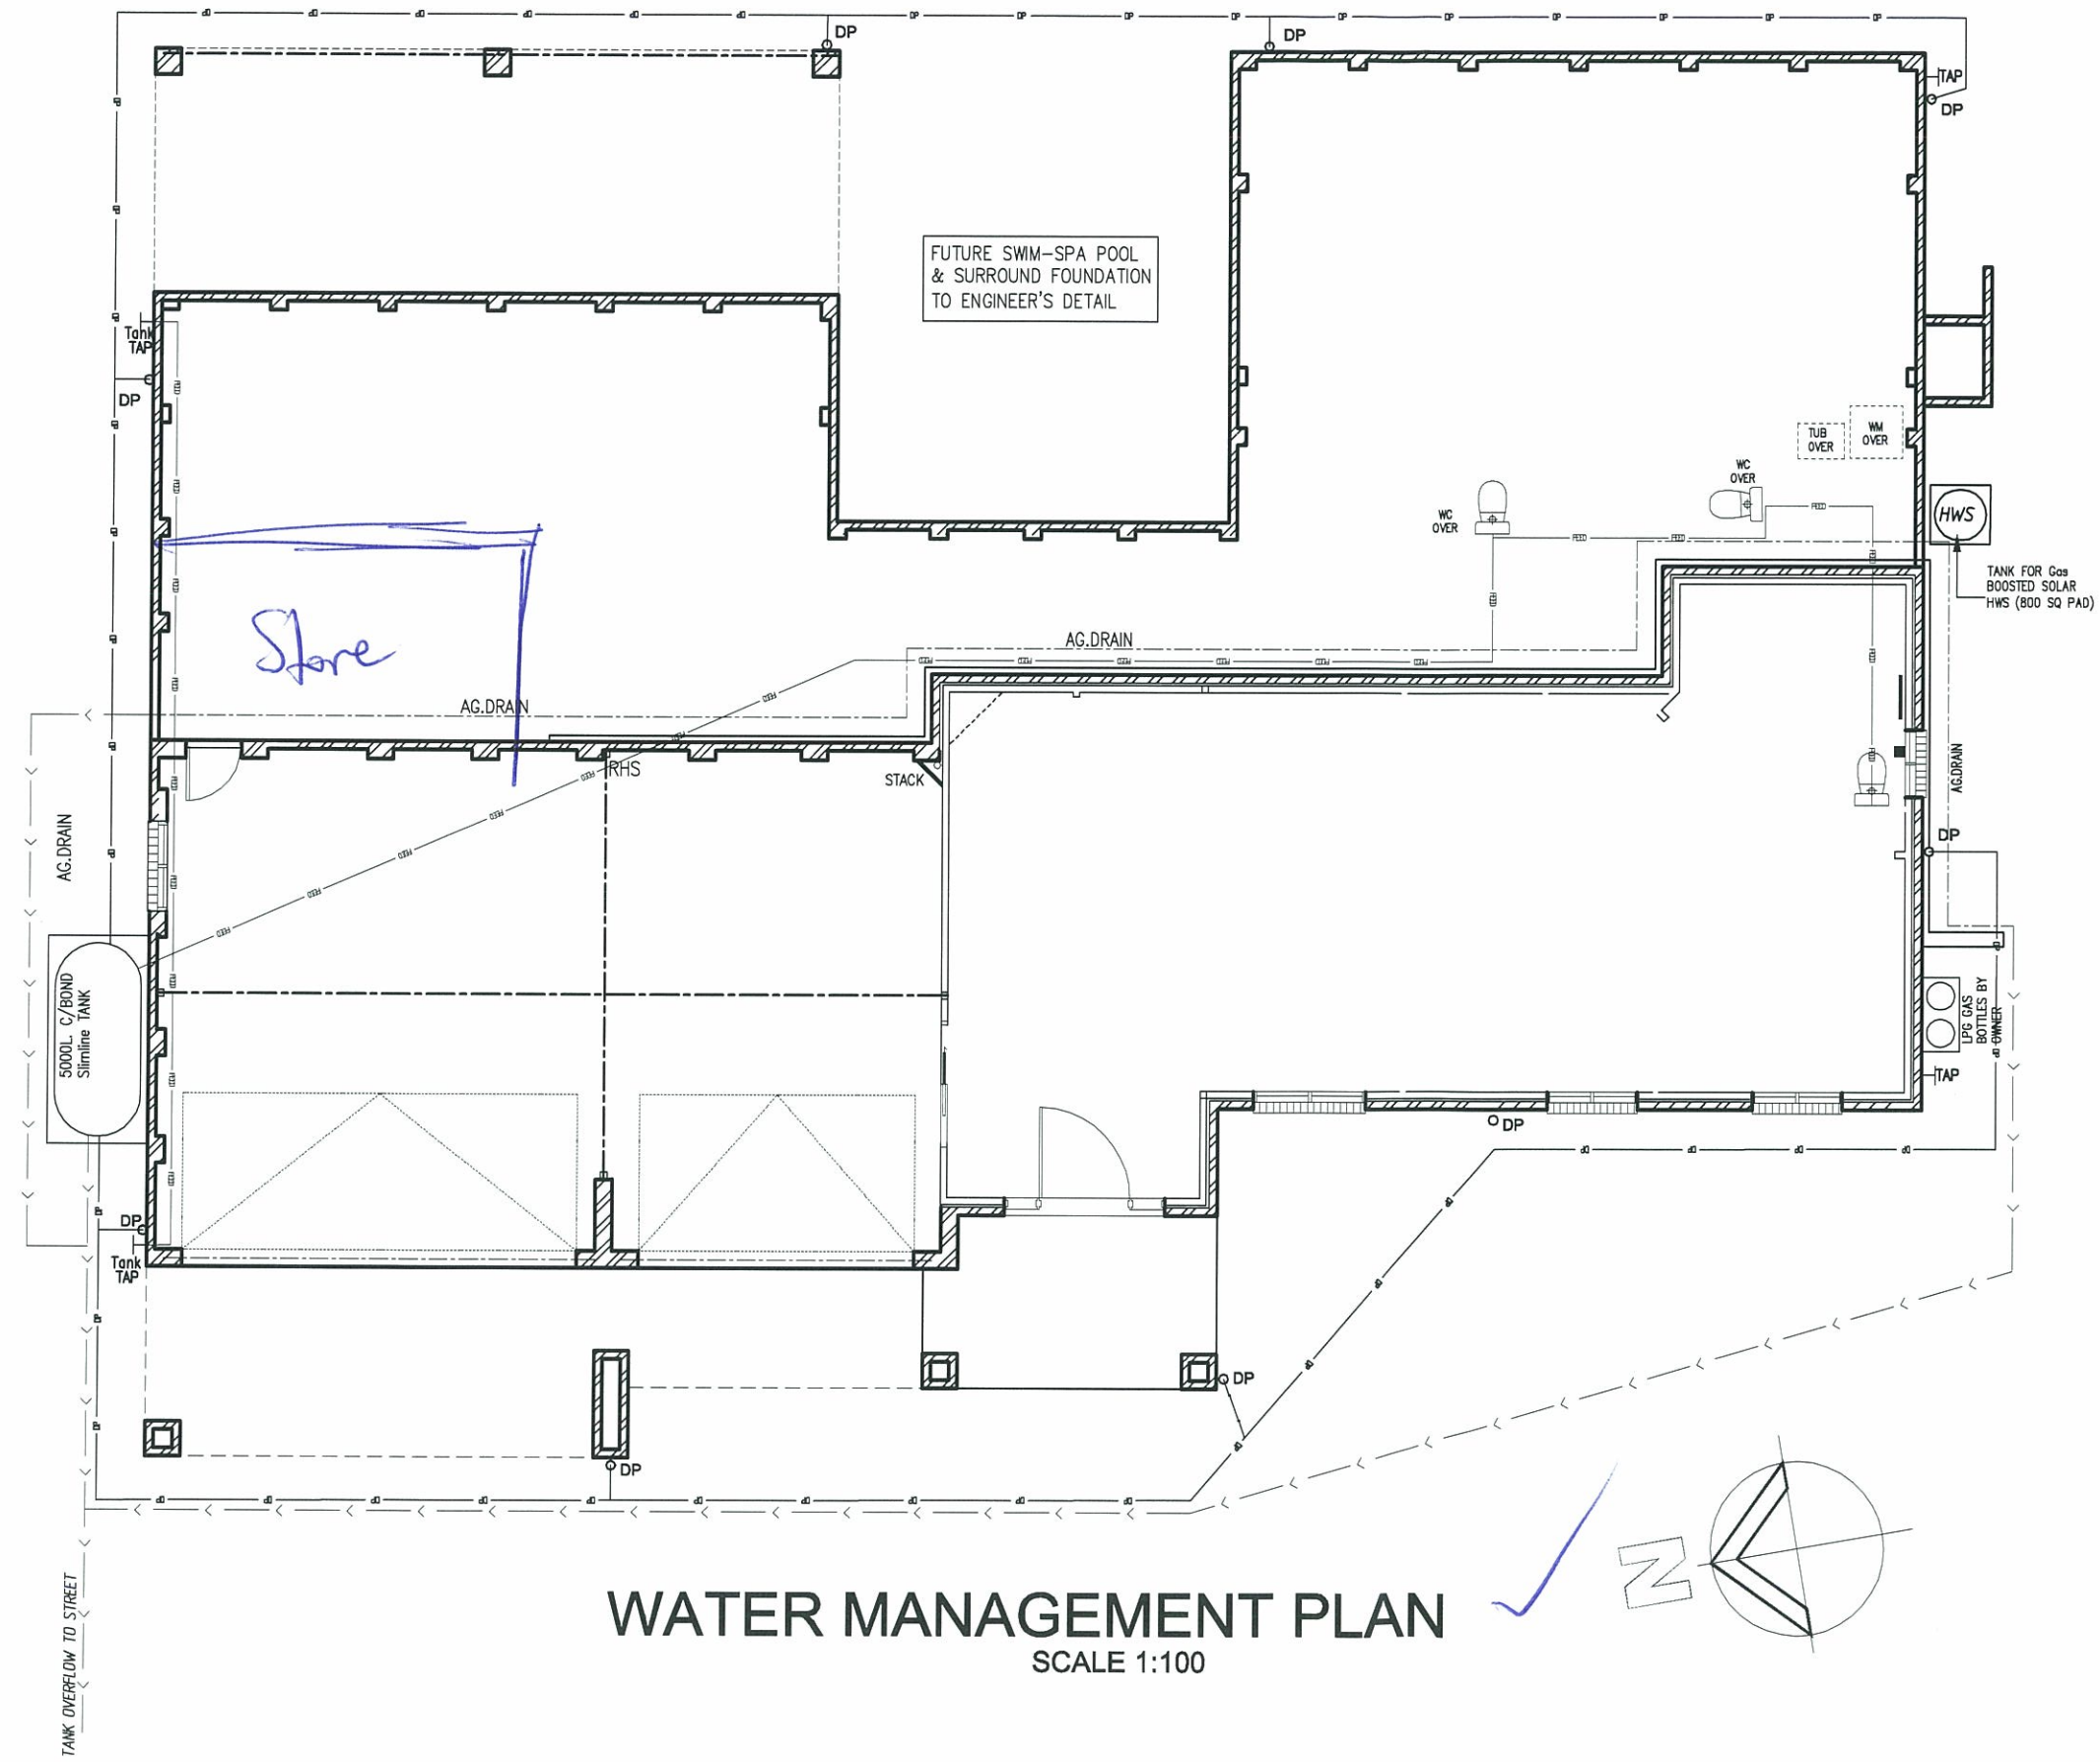 DP
DP
TAP
DP
FUTURE SWIM-SPA POOL
& SURROUND FOUNDATION
TO ENGINEER'S DETAIL
Tank
TAP
DP
TUB
OVER
WM
OVER
WC
OVER
WC
OVER
HWS
TANK FOR Gas
BOOSTED SOLAR
HWS (800 SQ PAD)
Store
AG.DRAIN
AG.DRAIN
RHS
STACK
AG.DRAIN
AG.DRAIN
DP
5000L C/BOND
Slimline TANK
LPG GAS
BOTTLES BY
OWNER
TAP
DP
DP
Tank
TAP
DP
DP
N
WATER MANAGEMENT PLAN
SCALE 1:100
TANK OVERFLOW TO STREET